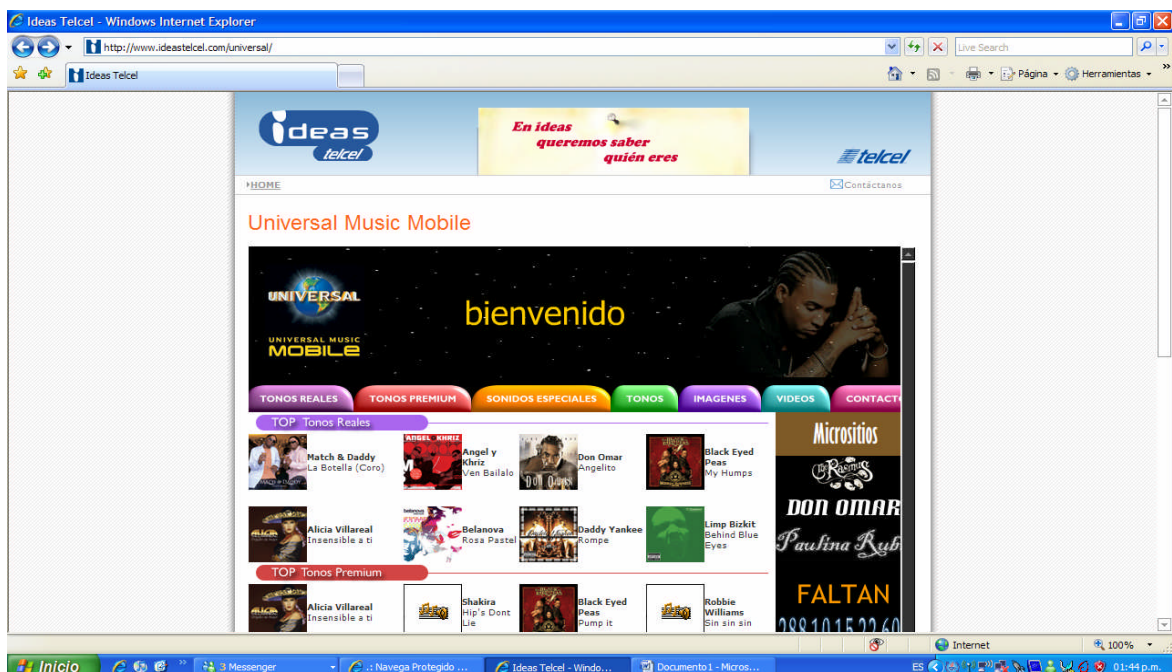 Ideas Telcel - Windows Internet Explorer
http://www.ideastelcel.com/universal/
Live Search
Ideas Telcel
Página
Herramientas
ideas
telcel
En ideas
queremos saber
quién eres
telcel
HOME
Contáctanos
Universal Music Mobile
UNIVERSAL
UNIVERSAL MUSIC
MOBILE
bienvenido
TONOS REALES TONOS PREMIUM SONIDOS ESPECIALES TONOS IMAGENES VIDEOS CONTACT
TOP Tonos Reales
Match & Daddy
La Botella (Coro)
Angel y
Khriz
Ven Bailalo
Don Omar
Angelito
Black Eyed
Peas
My Humps
Alicia Villareal
Insensible a ti
Belanova
Rosa Pastel
Daddy Yankee
Rompe
Limp Bizkit
Behind Blue
Eyes
TOP Tonos Premium
Alicia Villareal
Insensible a ti
Shakira
Hip's Dont
Lie
Black Eyed
Peas
Pump it
Robbie
Williams
Sin sin sin
Micrositios
The Rasmus
DON OMAR
Paulina Rub
FALTAN
Internet
100%
Inicio
3 Messenger
.: Navega Protegido ...
Ideas Telcel - Windo...
Documento1 - Micros...
ES
01:44 p.m.